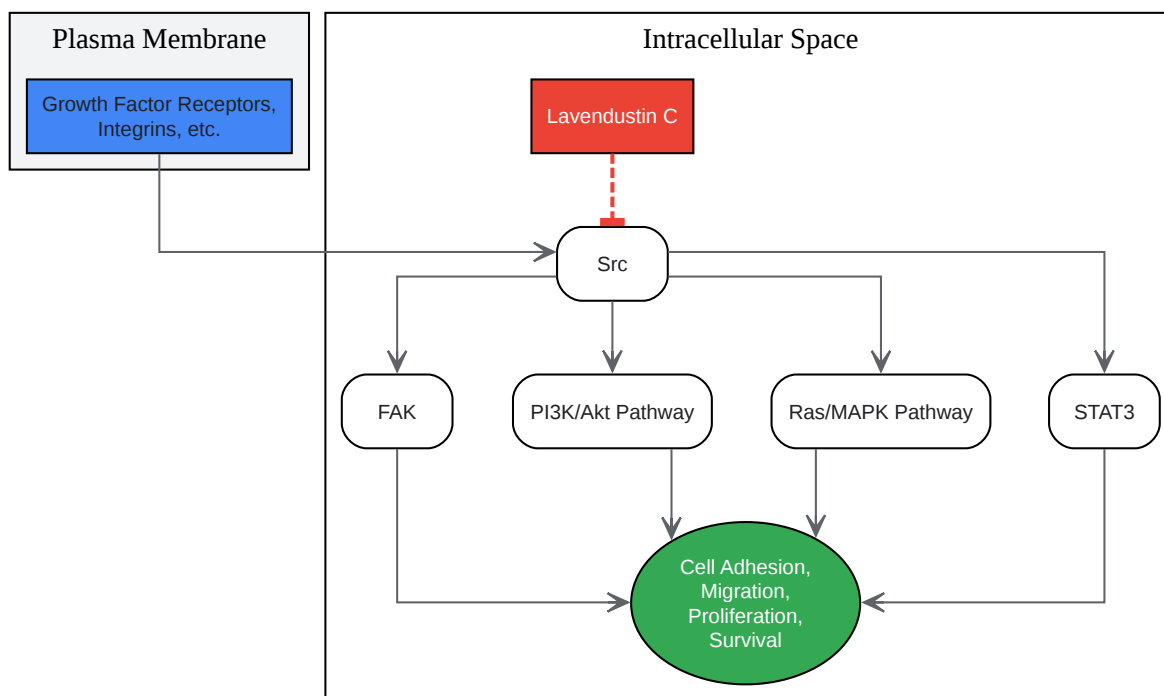 Plasma Membrane
Intracellular Space
Growth Factor Receptors,
Integrins, etc.
Lavendustin C
Src
FAK
PI3K/Akt Pathway
Ras/MAPK Pathway
STAT3
Cell Adhesion,
Migration,
Proliferation,
Survival